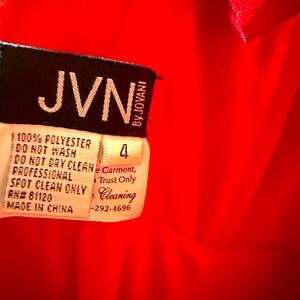 JVN
BY JOVANI
100% POLYESTER
DO NOT WASH
DO NOT DRY CLEAN
PROFESSIONAL
SPOT CLEAN ONLY
RN# 81120
MADE IN CHINA
4
e Garment,
Trust Only
Cleaning
-292-4696